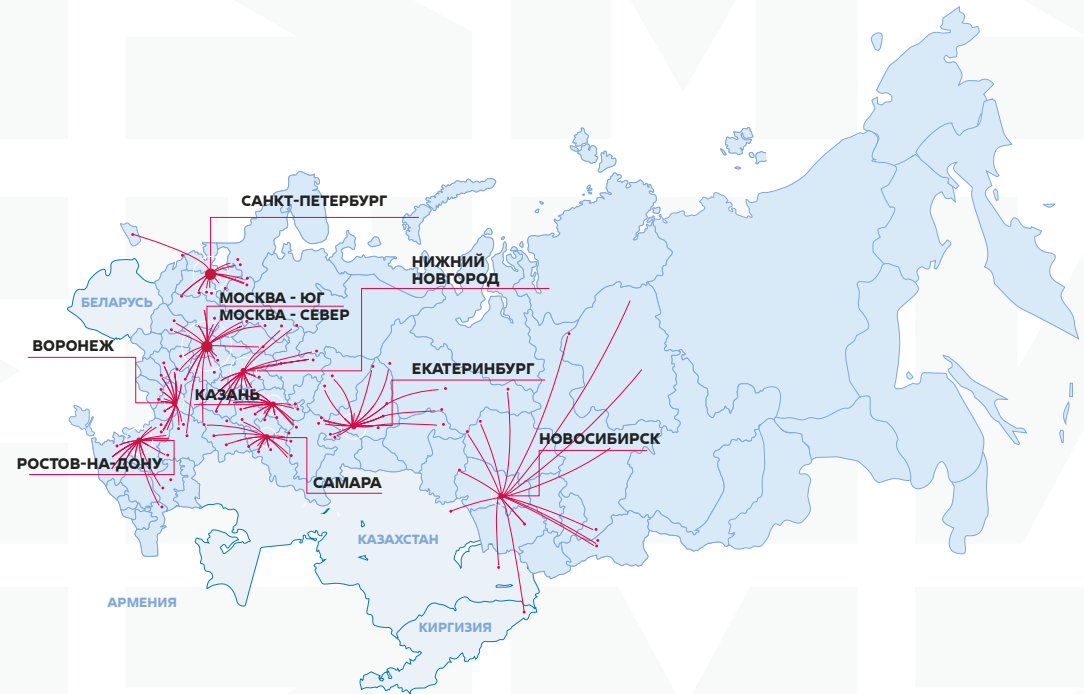 САНКТ-ПЕТЕРБУРГ
НИЖНИЙ
НОВГОРОД
БЕЛАРУСЬ
МОСКВА - ЮГ
МОСКВА - СЕВЕР
ВОРОНЕЖ
ЕКАТЕРИНБУРГ
КАЗАНЬ
НОВОСИБИРСК
РОСТОВ-НА-ДОНУ
САМАРА
КАЗАХСТАН
АРМЕНИЯ
КИРГИЗИЯ